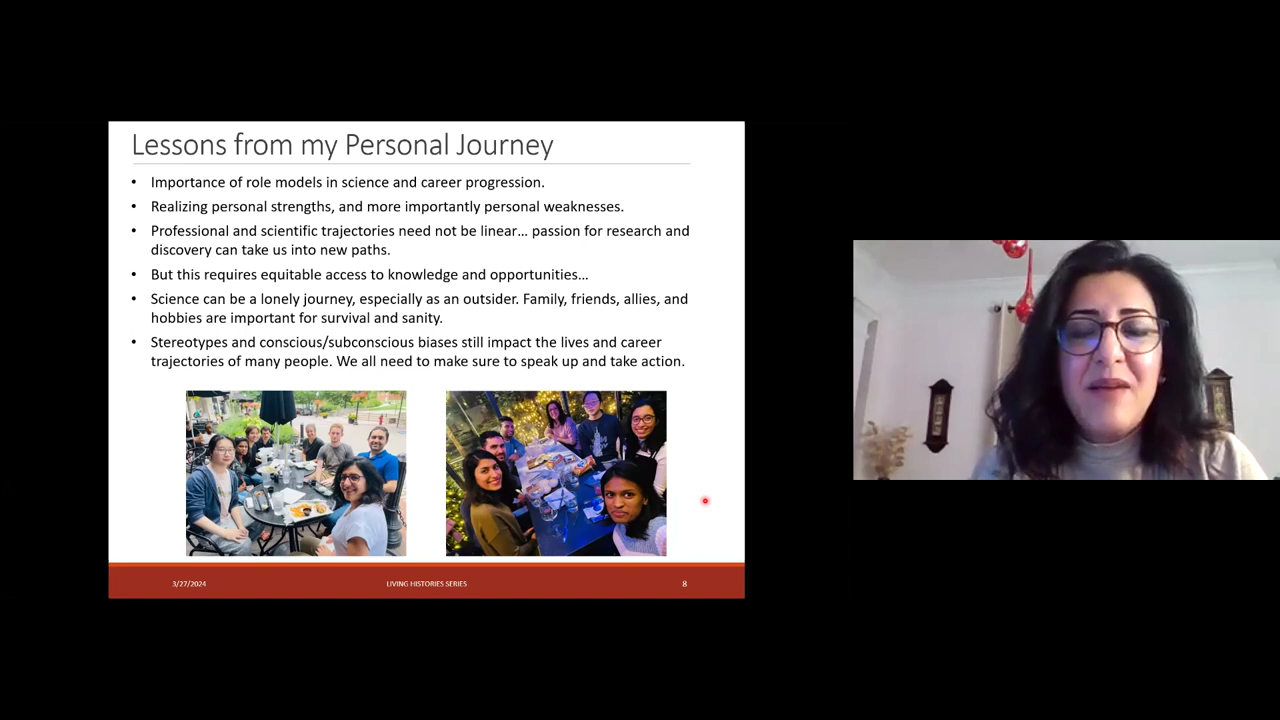 Lessons from my Personal Journey
• Importance of role models in science and career progression.
• Realizing personal strengths, and more importantly personal weaknesses.
• Professional and scientific trajectories need not be linear… passion for research and
discovery can take us into new paths.
• But this requires equitable access to knowledge and opportunities…
• Science can be a lonely journey, especially as an outsider. Family, friends, allies, and
hobbies are important for survival and sanity.
• Stereotypes and conscious/subconscious biases still impact the lives and career
trajectories of many people. We all need to make sure to speak up and take action.
3/27/2024
LIVING HISTORIES SERIES
8